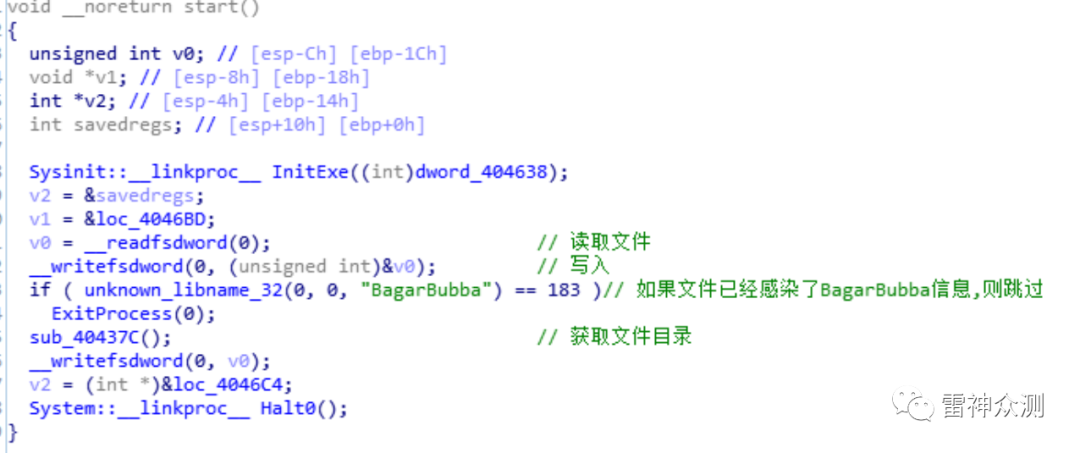 void __noreturn start()
{
unsigned int v0; // [esp-Ch] [ebp-1Ch]
void *v1; // [esp-8h] [ebp-18h]
int *v2; // [esp-4h] [ebp-14h]
int savedregs; // [esp+10h] [ebp+0h]
Sysinit::__linkproc__ InitExe((int)dword_404638);
v2 = &savedregs;
v1 = &loc_4046BD;
v0 = __readfsdword(0); // 读取文件
__writefsdword(0, (unsigned int)&v0); // 写入
if ( unknown_libname_32(0, 0, "BagarBubba") == 183 )// 如果文件已经感染了BagarBubba信息,则跳过
ExitProcess(0);
sub_40437C(); // 获取文件目录
__writefsdword(0, v0);
v2 = (int *)&loc_4046C4;
System::__linkproc__ Halt0();
}
雷神众测